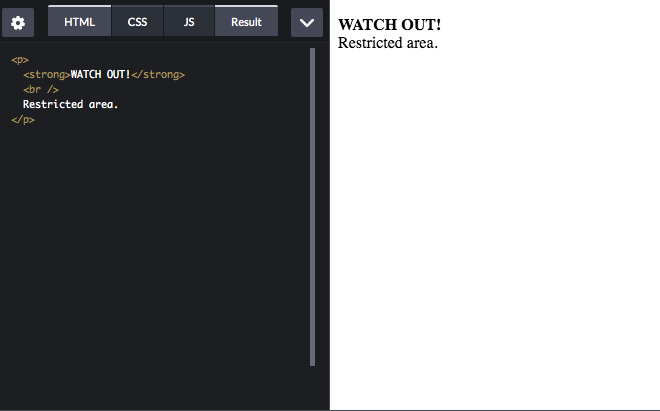 HTML CSS JS Result
<p>
<strong>WATCH OUT!</strong>
<br />
Restricted area.
</p>
WATCH OUT!
Restricted area.